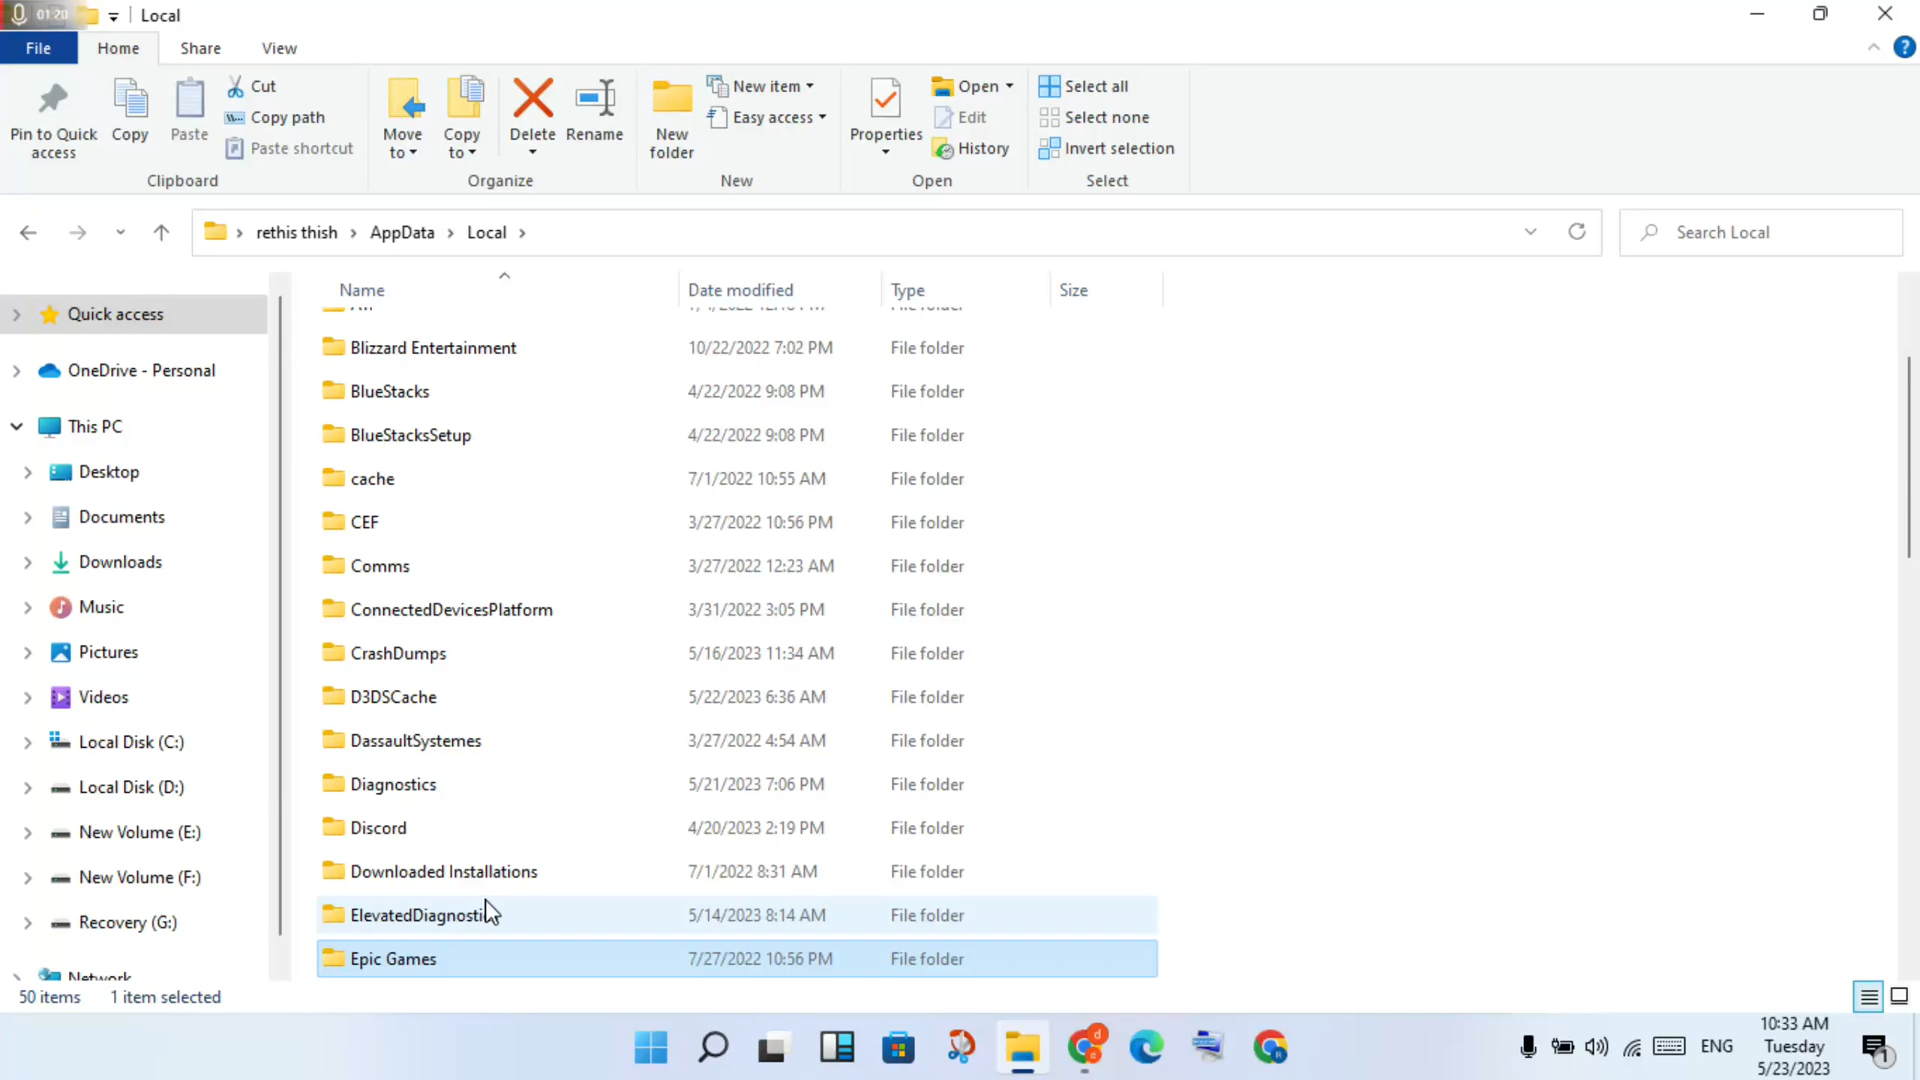 01:20 Local
File Home Share View
Pin to Quick access
Copy
Paste
Cut
Copy path
Paste shortcut
Clipboard
Move to
Copy to
Delete
Rename
Organize
New folder
New item
Easy access
New
Properties
Open
Edit
History
Open
Select all
Select none
Invert selection
Select
rethis thish > AppData > Local >
Search Local
Quick access
OneDrive - Personal
This PC
Desktop
Documents
Downloads
Music
Pictures
Videos
Local Disk (C:)
Local Disk (D:)
New Volume (E:)
New Volume (F:)
Recovery (G:)
Network
Name Date modified Type Size
Blizzard Entertainment 10/22/2022 7:02 PM File folder
BlueStacks 4/22/2022 9:08 PM File folder
BlueStacksSetup 4/22/2022 9:08 PM File folder
cache 7/1/2022 10:55 AM File folder
CEF 3/27/2022 10:56 PM File folder
Comms 3/27/2022 12:23 AM File folder
ConnectedDevicesPlatform 3/31/2022 3:05 PM File folder
CrashDumps 5/16/2023 11:34 AM File folder
D3DSCache 5/22/2023 6:36 AM File folder
DassaultSystemes 3/27/2022 4:54 AM File folder
Diagnostics 5/21/2023 7:06 PM File folder
Discord 4/20/2023 2:19 PM File folder
Downloaded Installations 7/1/2022 8:31 AM File folder
ElevatedDiagnostics 5/14/2023 8:14 AM File folder
Epic Games 7/27/2022 10:56 PM File folder
50 items 1 item selected
ENG
10:33 AM
Tuesday
5/23/2023
1